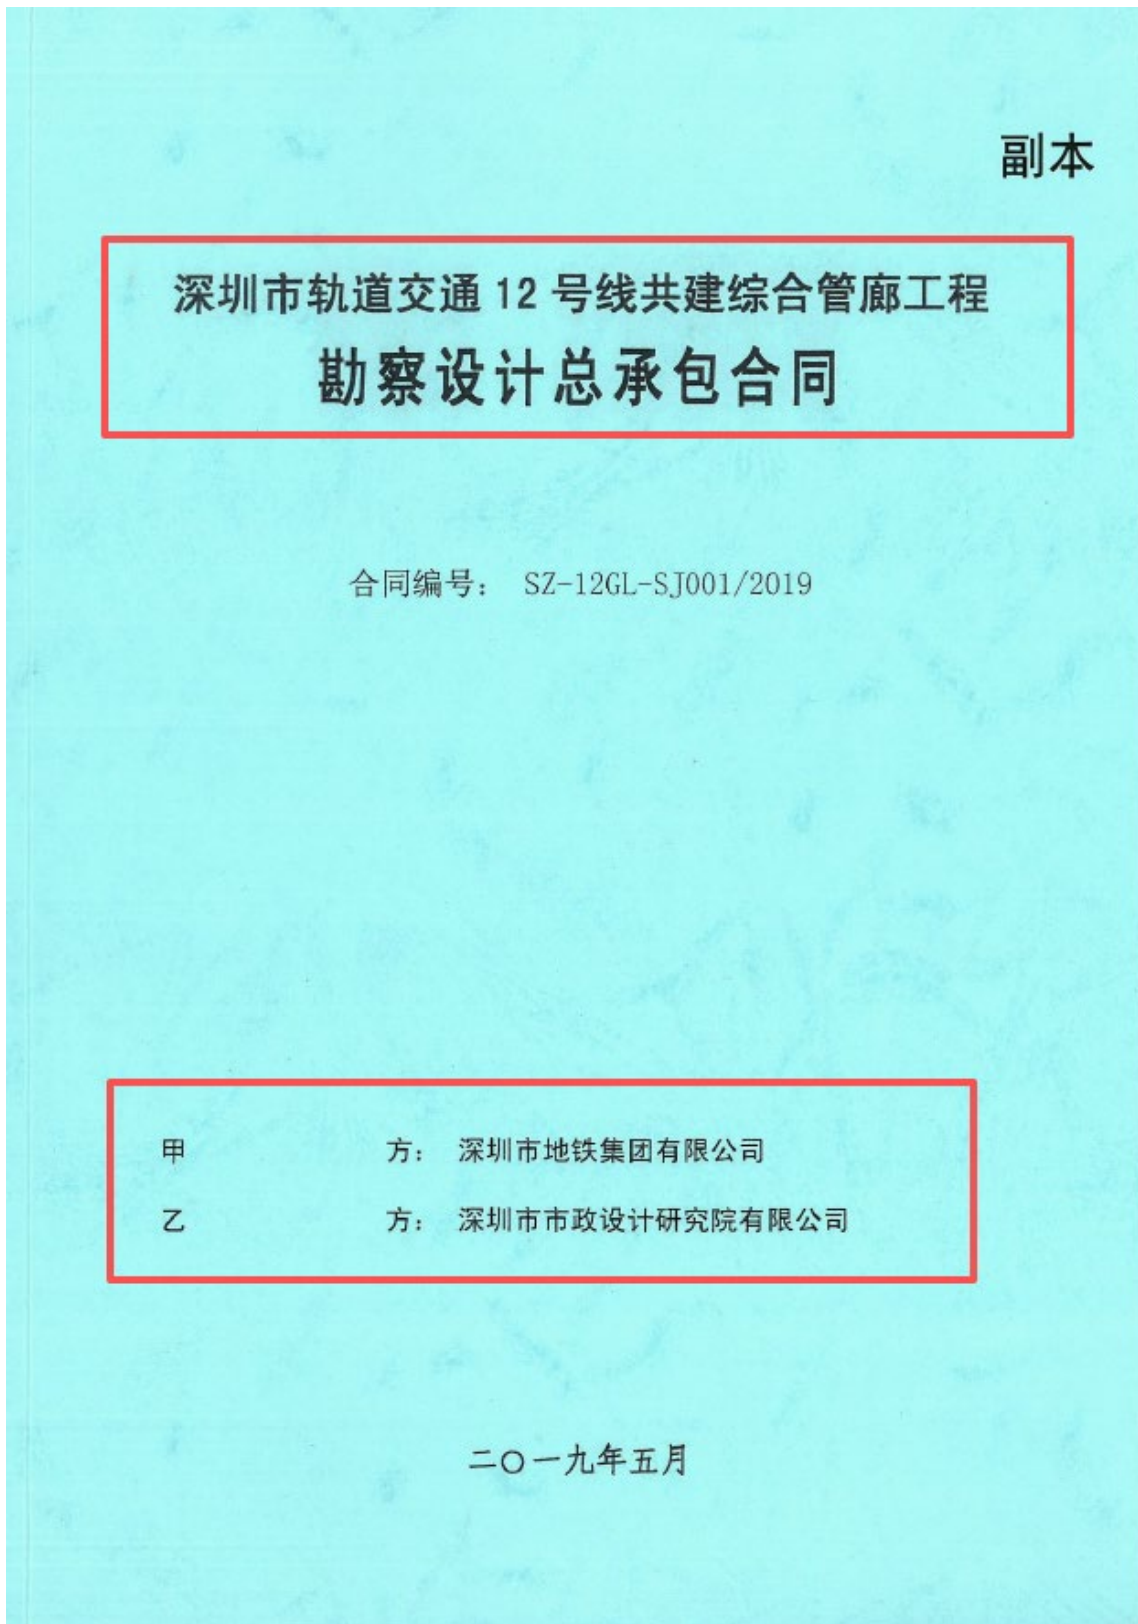 副本
深圳市轨道交通 12 号线共建综合管廊工程
勘察设计总承包合同
合同编号： SZ-12GL-SJ001/2019
甲 方： 深圳市地铁集团有限公司
乙 方： 深圳市市政设计研究院有限公司
二〇一九年五月